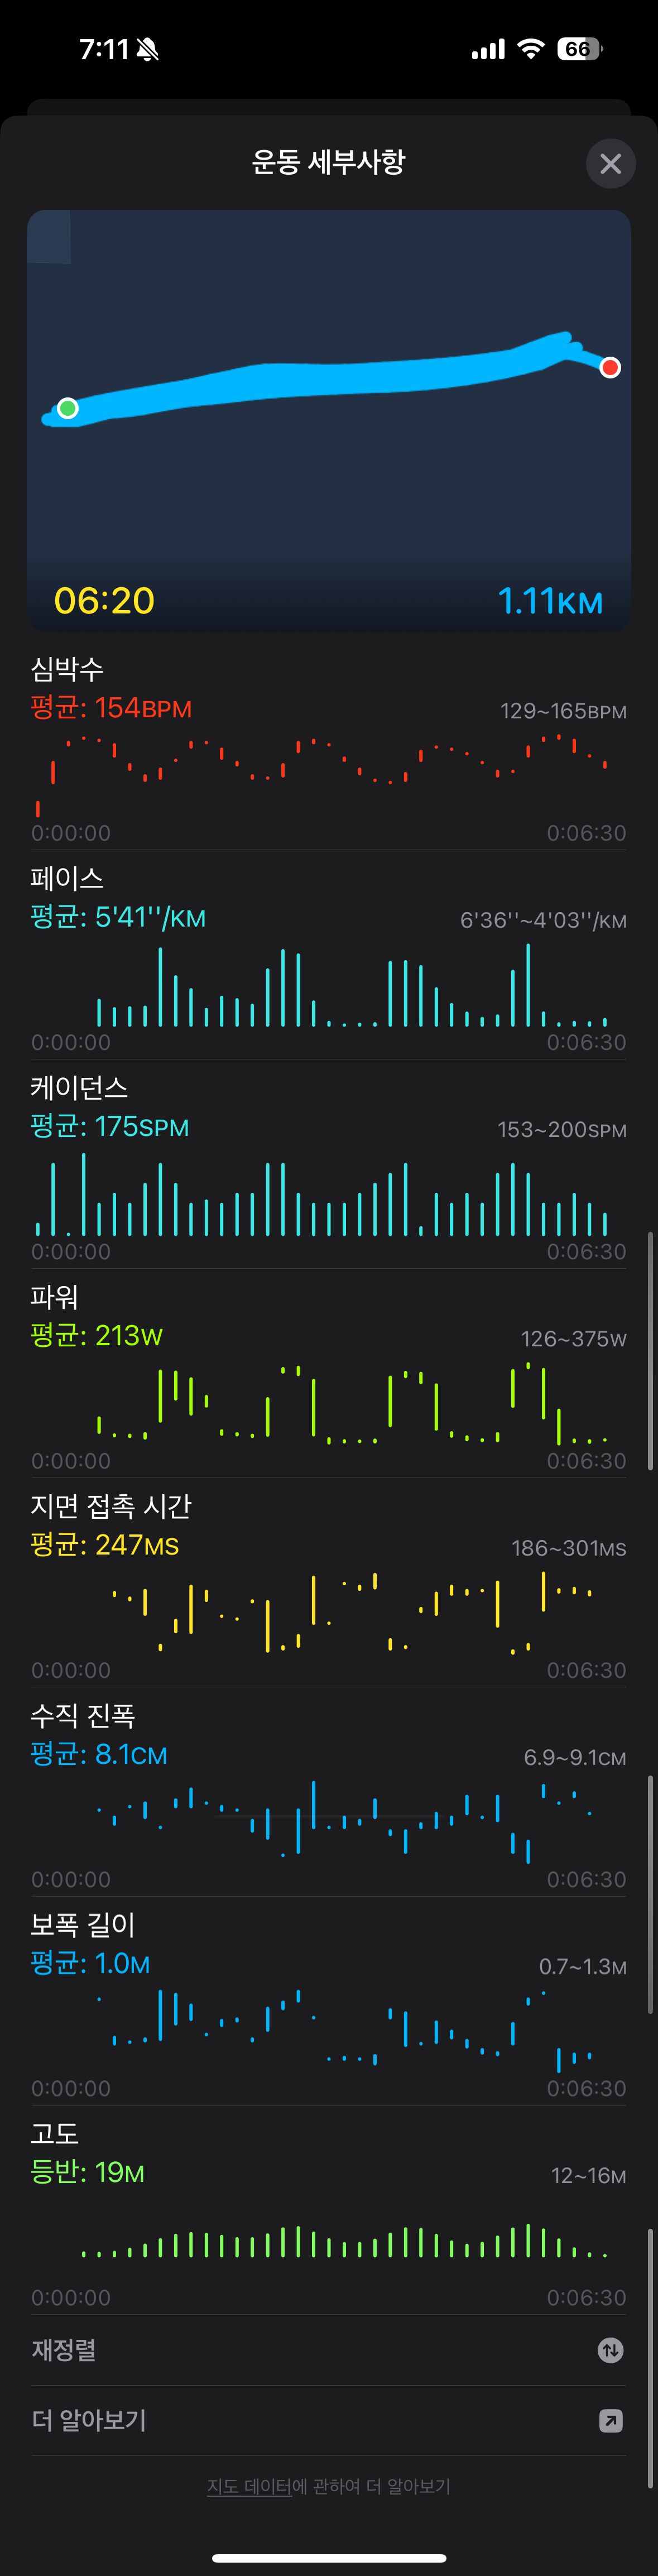 7:11
66
운동 세부사항
06:20
1.11KM
심박수
평균: 154BPM
129~165BPM
0:00:00
0:06:30
페이스
평균: 5'41''/KM
6'36''~4'03''/KM
0:00:00
0:06:30
케이던스
평균: 175SPM
153~200SPM
0:00:00
0:06:30
파워
평균: 213W
126~375W
0:00:00
0:06:30
지면 접촉 시간
평균: 247MS
186~301MS
0:00:00
0:06:30
수직 진폭
평균: 8.1CM
6.9~9.1CM
0:00:00
0:06:30
보폭 길이
평균: 1.0M
0.7~1.3M
0:00:00
0:06:30
고도
등반: 19M
12~16M
0:00:00
0:06:30
재정렬
더 알아보기
지도 데이터에 관하여 더 알아보기